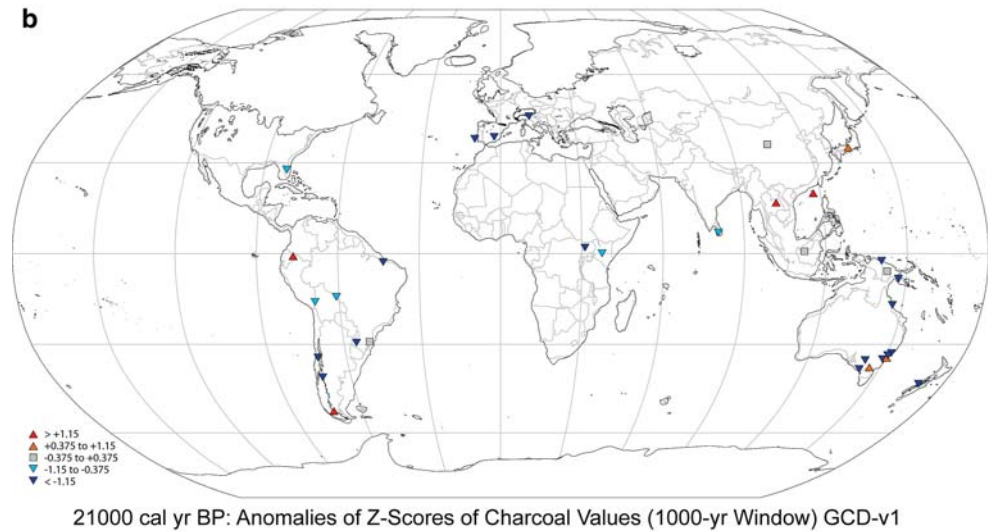 b
> +1.15
+0.375 to +1.15
-0.375 to +0.375
-1.15 to -0.375
< -1.15
21000 cal yr BP: Anomalies of Z-Scores of Charcoal Values (1000-yr Window) GCD-v1